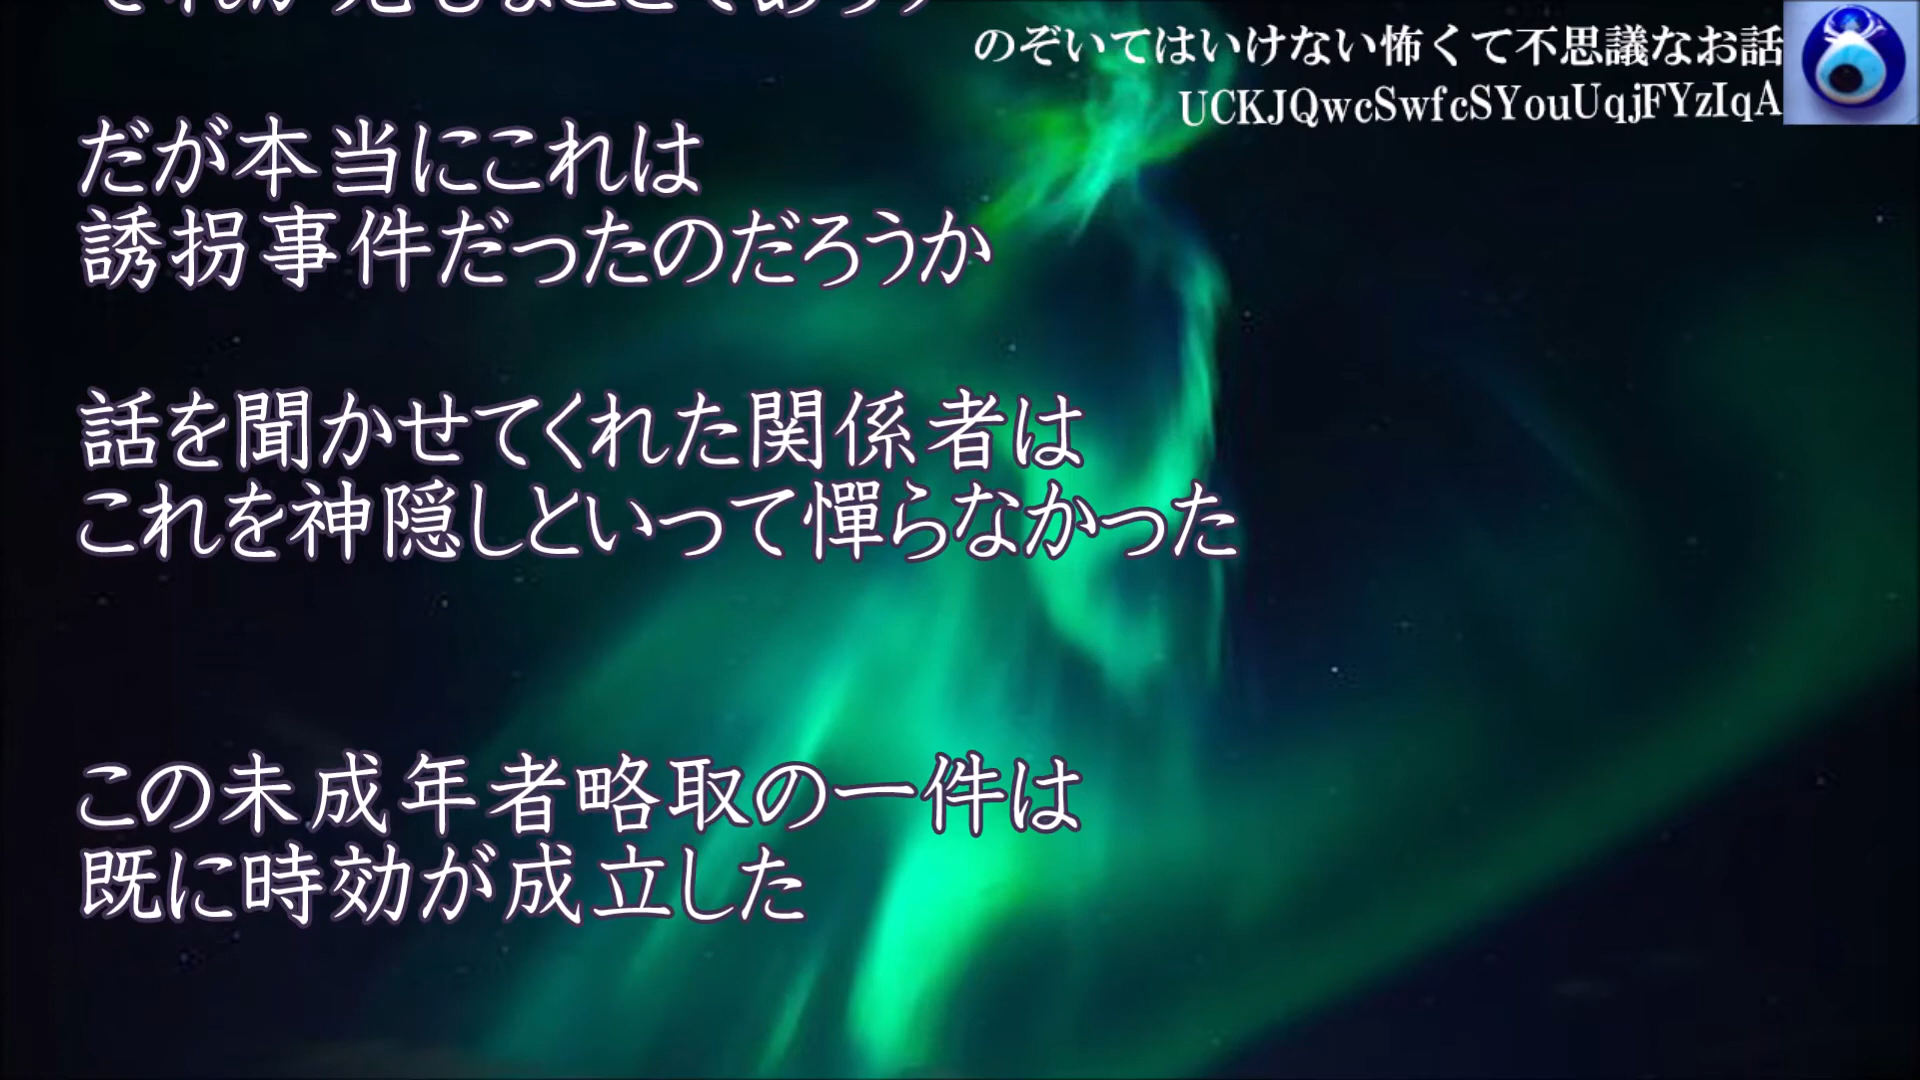 のぞいてはいけない怖くて不思議なお話
UCKJQwcSwfcSYouUqjFYzIqA
だが本当にこれは
誘拐事件だったのだろうか
話を聞かせてくれた関係者は
これを神隠しといって憚らなかった
この未成年者略取の一件は
既に時効が成立した